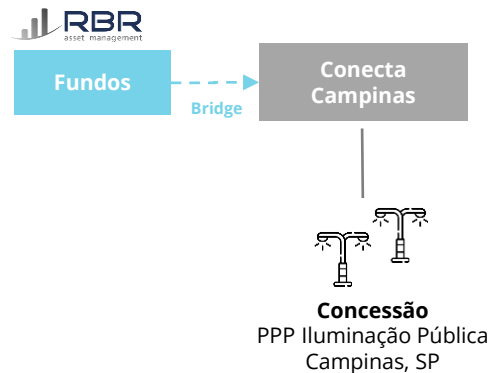 RBR
asset management
Fundos
Bridge
Conecta
Campinas
Concessão
PPP Iluminação Pública
Campinas, SP